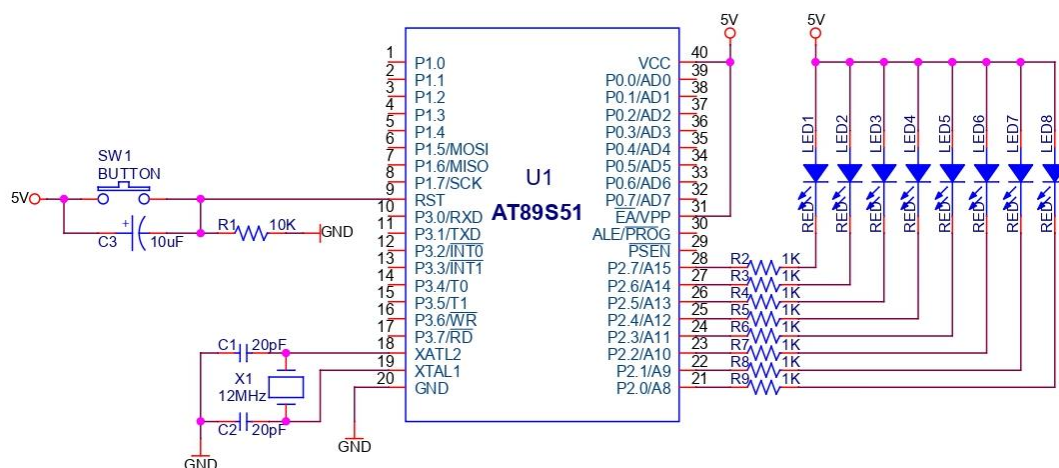 5V
5V
1
2
3
4
5
6
7
8
9
10
11
12
13
14
15
16
17
18
19
20
P1.0
P1.1
P1.2
P1.3
P1.4
P1.5/MOSI
P1.6/MISO
P1.7/SCK
RST
P3.0/RXD
P3.1/TXD
P3.2/INT0
P3.3/INT1
P3.4/T0
P3.5/T1
P3.6/WR
P3.7/RD
XATL2
XTAL1
GND
U1
AT89S51
VCC
P0.0/AD0
P0.1/AD1
P0.2/AD2
P0.3/AD3
P0.4/AD4
P0.5/AD5
P0.6/AD6
P0.7/AD7
EA/VPP
ALE/PROG
PSEN
P2.7/A15
P2.6/A14
P2.5/A13
P2.4/A12
P2.3/A11
P2.2/A10
P2.1/A9
P2.0/A8
40
39
38
37
36
35
34
33
32
31
30
29
28
27
26
25
24
23
22
21
SW1
BUTTON
5V
C3
10uF
R1
10K
GND
C1
20pF
X1
12MHz
C2
20pF
GND
GND
R2 1K
R3 1K
R4 1K
R5 1K
R6 1K
R7 1K
R8 1K
R9 1K
LED1
LED2
LED3
LED4
LED5
LED6
LED7
LED8
RED
RED
RED
RED
RED
RED
RED
RED